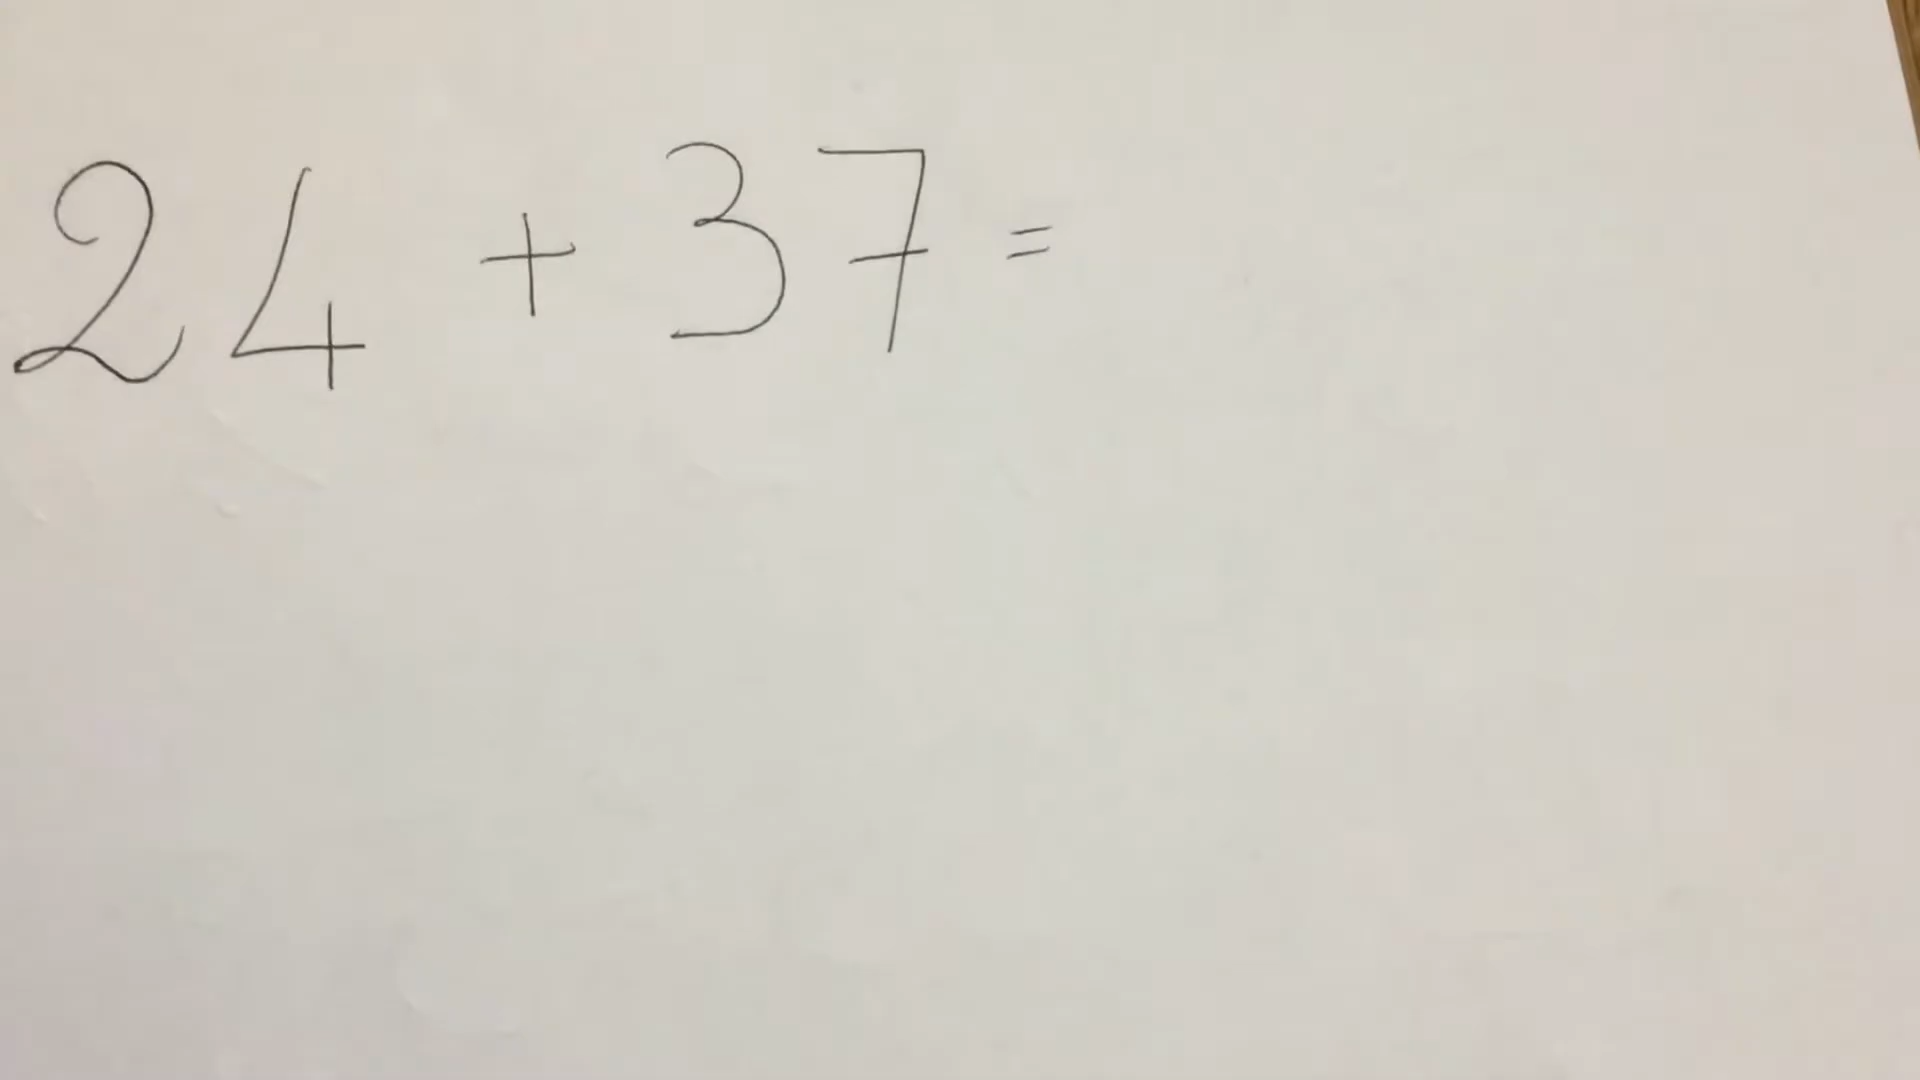 24 + 37 =